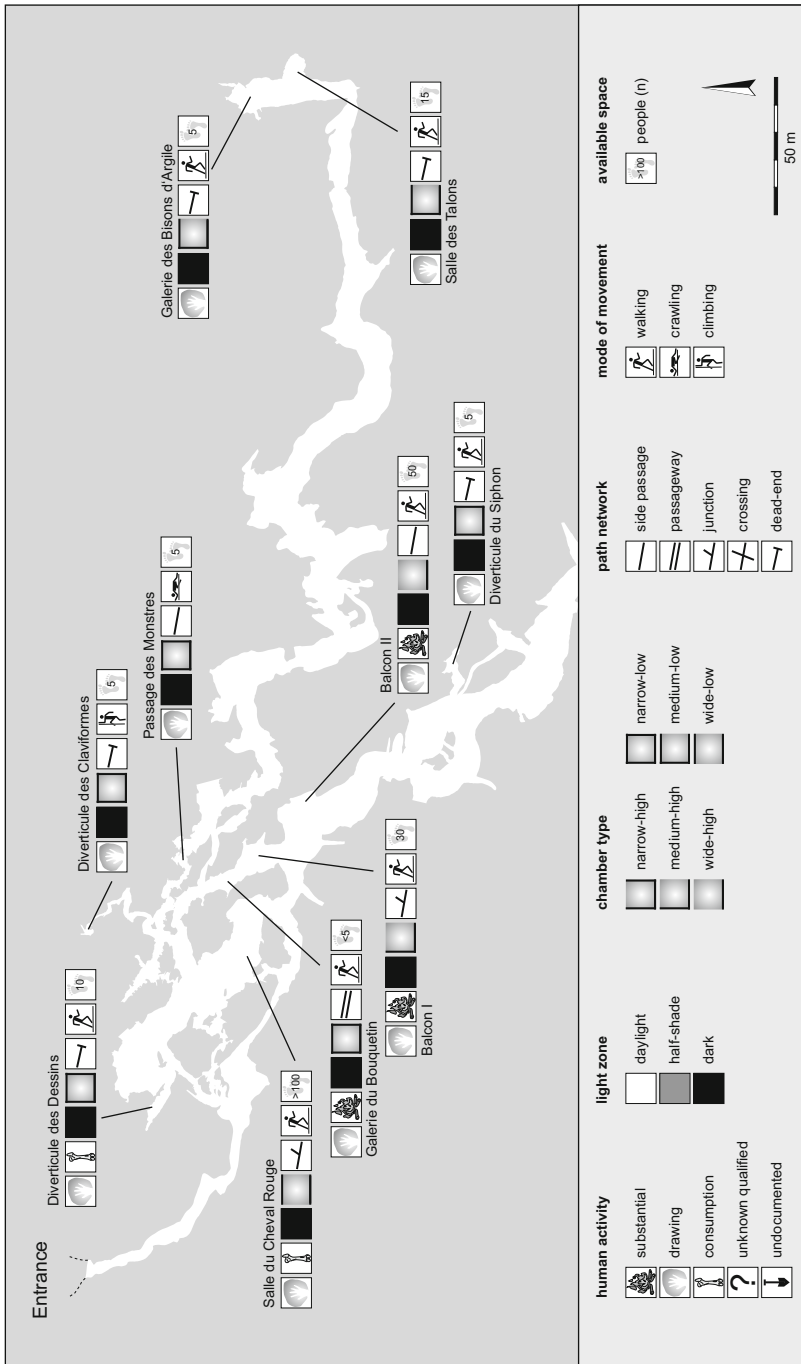 Entrance
Diverticule des Dessins
10
Diverticule des Claviformes
5
Passage des Monstres
5
Galerie des Bisons d'Argile
5
15
Salle des Talons
>100
Salle du Cheval Rouge
<5
Galerie du Bouquetin
30
Balcon I
Balcon II
50
5
Diverticule du Siphon
human activity
substantial
drawing
consumption
? unknown qualified
undocumented
light zone
daylight
half-shade
dark
chamber type
narrow-high
medium-high
wide-high
narrow-low
medium-low
wide-low
path network
side passage
passageway
junction
crossing
dead-end
mode of movement
walking
crawling
climbing
available space
>100 people (n)
50 m